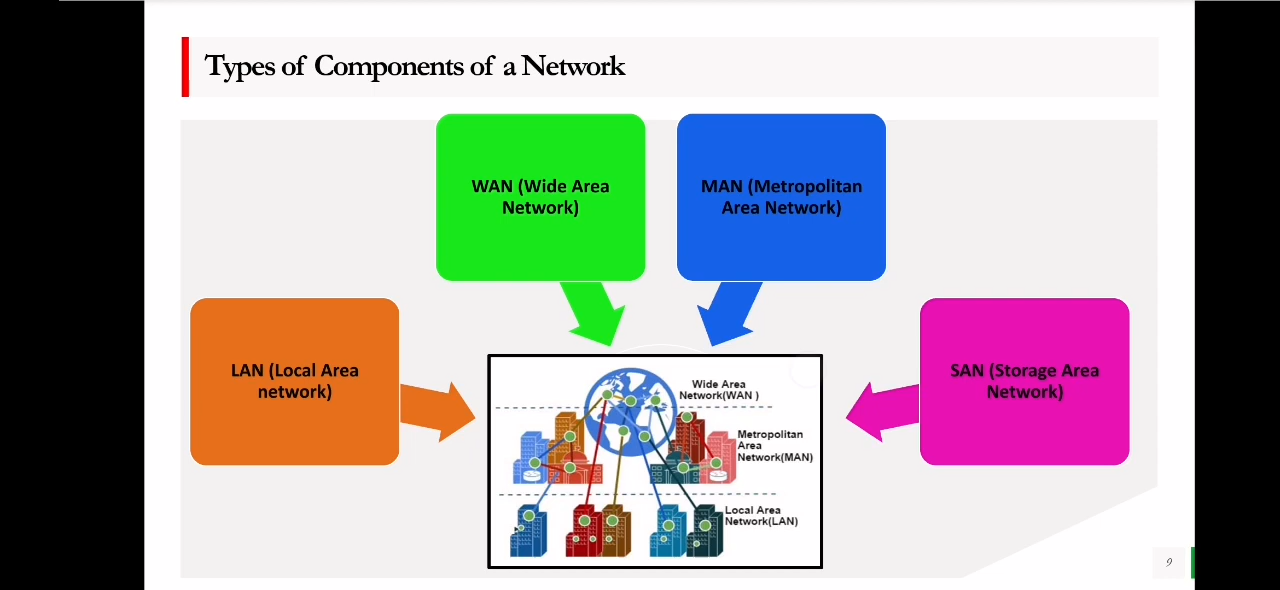 Types of Components of a Network
WAN (Wide Area
Network)
MAN (Metropolitan
Area Network)
LAN (Local Area
network)
SAN (Storage Area
Network)
Wide Area
Network(WAN )
Metropolitan
Area
Network(MAN)
Local Area
Network(LAN)
9